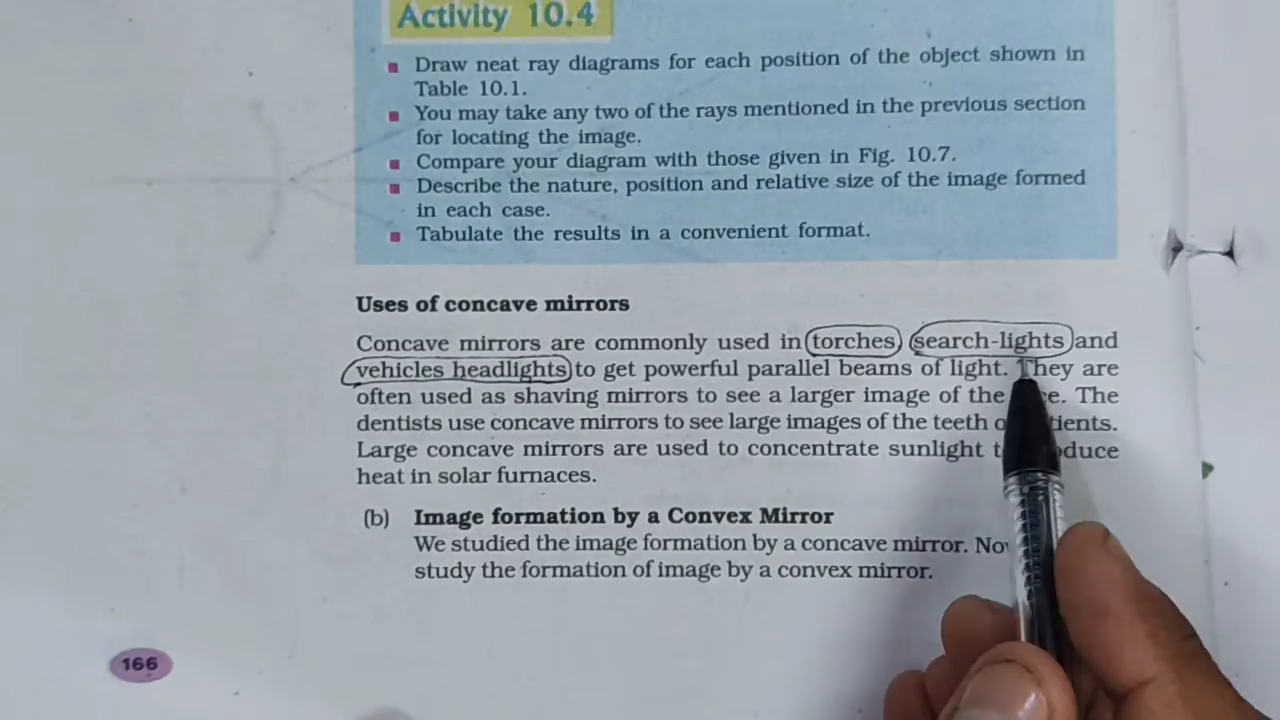 Activity 10.4
Draw neat ray diagrams for each position of the object shown in
Table 10.1.
You may take any two of the rays mentioned in the previous section
for locating the image.
Compare your diagram with those given in Fig. 10.7.
Describe the nature, position and relative size of the image formed
in each case.
Tabulate the results in a convenient format.
Uses of concave mirrors
Concave mirrors are commonly used in torches, search-lights and
vehicles headlights to get powerful parallel beams of light. They are
often used as shaving mirrors to see a larger image of the The
dentists use concave mirrors to see large images of the teeth
Large concave mirrors are used to concentrate sunlight
heat in solar furnaces.
(b) Image formation by a Convex Mirror
We studied the image formation by a concave mirror.
study the formation of image by a convex mirror.
166